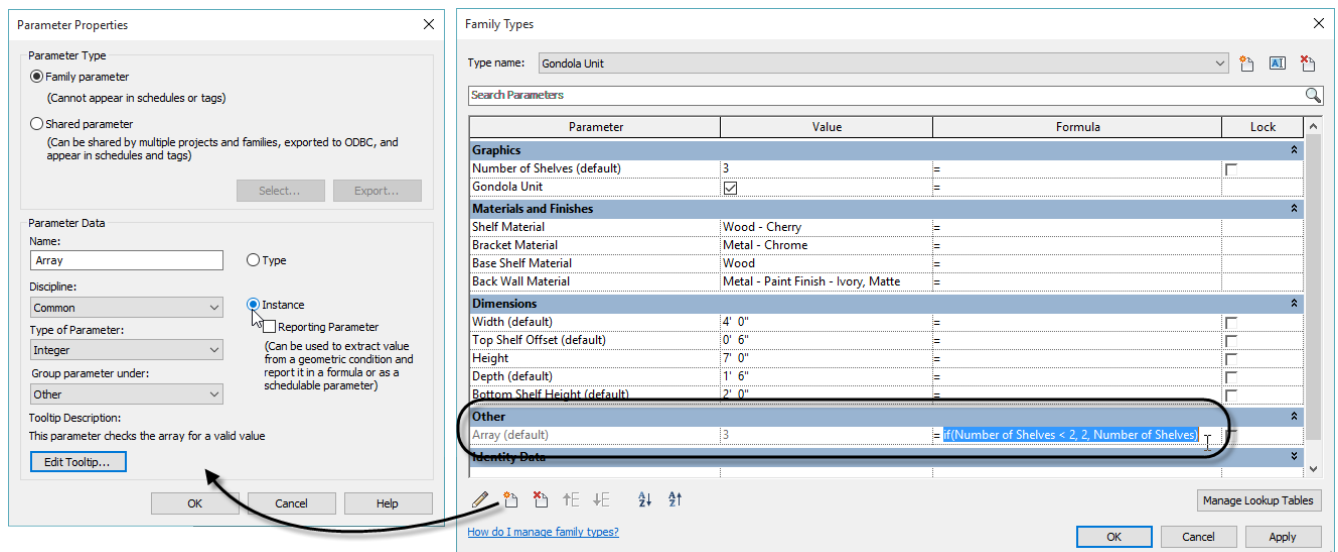 Parameter Properties
Parameter Type
Family parameter
(Cannot appear in schedules or tags)
Shared parameter
(Can be shared by multiple projects and families, exported to ODBC, and
appear in schedules and tags)
Select...
Export...
Parameter Data
Name:
Array
Type
Discipline:
Common
Instance
Type of Parameter:
Reporting Parameter
Integer
(Can be used to extract value
from a geometric condition and
report it in a formula or as a
schedulable parameter)
Group parameter under:
Other
Tooltip Description:
This parameter checks the array for a valid value
Edit Tooltip...
OK
Cancel
Help
Family Types
Type name:
Gondola Unit
Search Parameters
Parameter Value Formula Lock
Graphics
Number of Shelves (default) 3 =
Gondola Unit =
Materials and Finishes
Shelf Material Wood - Cherry =
Bracket Material Metal - Chrome =
Base Shelf Material Wood =
Back Wall Material Metal - Paint Finish - Ivory, Matte =
Dimensions
Width (default) 4' 0" =
Top Shelf Offset (default) 0' 6" =
Height 7' 0" =
Depth (default) 1' 6" =
Bottom Shelf Height (default) 2' 0" =
Other
Array (default) 3 = if(Number of Shelves < 2, 2, Number of Shelves)
Identity Data
Manage Lookup Tables
How do I manage family types?
OK
Cancel
Apply